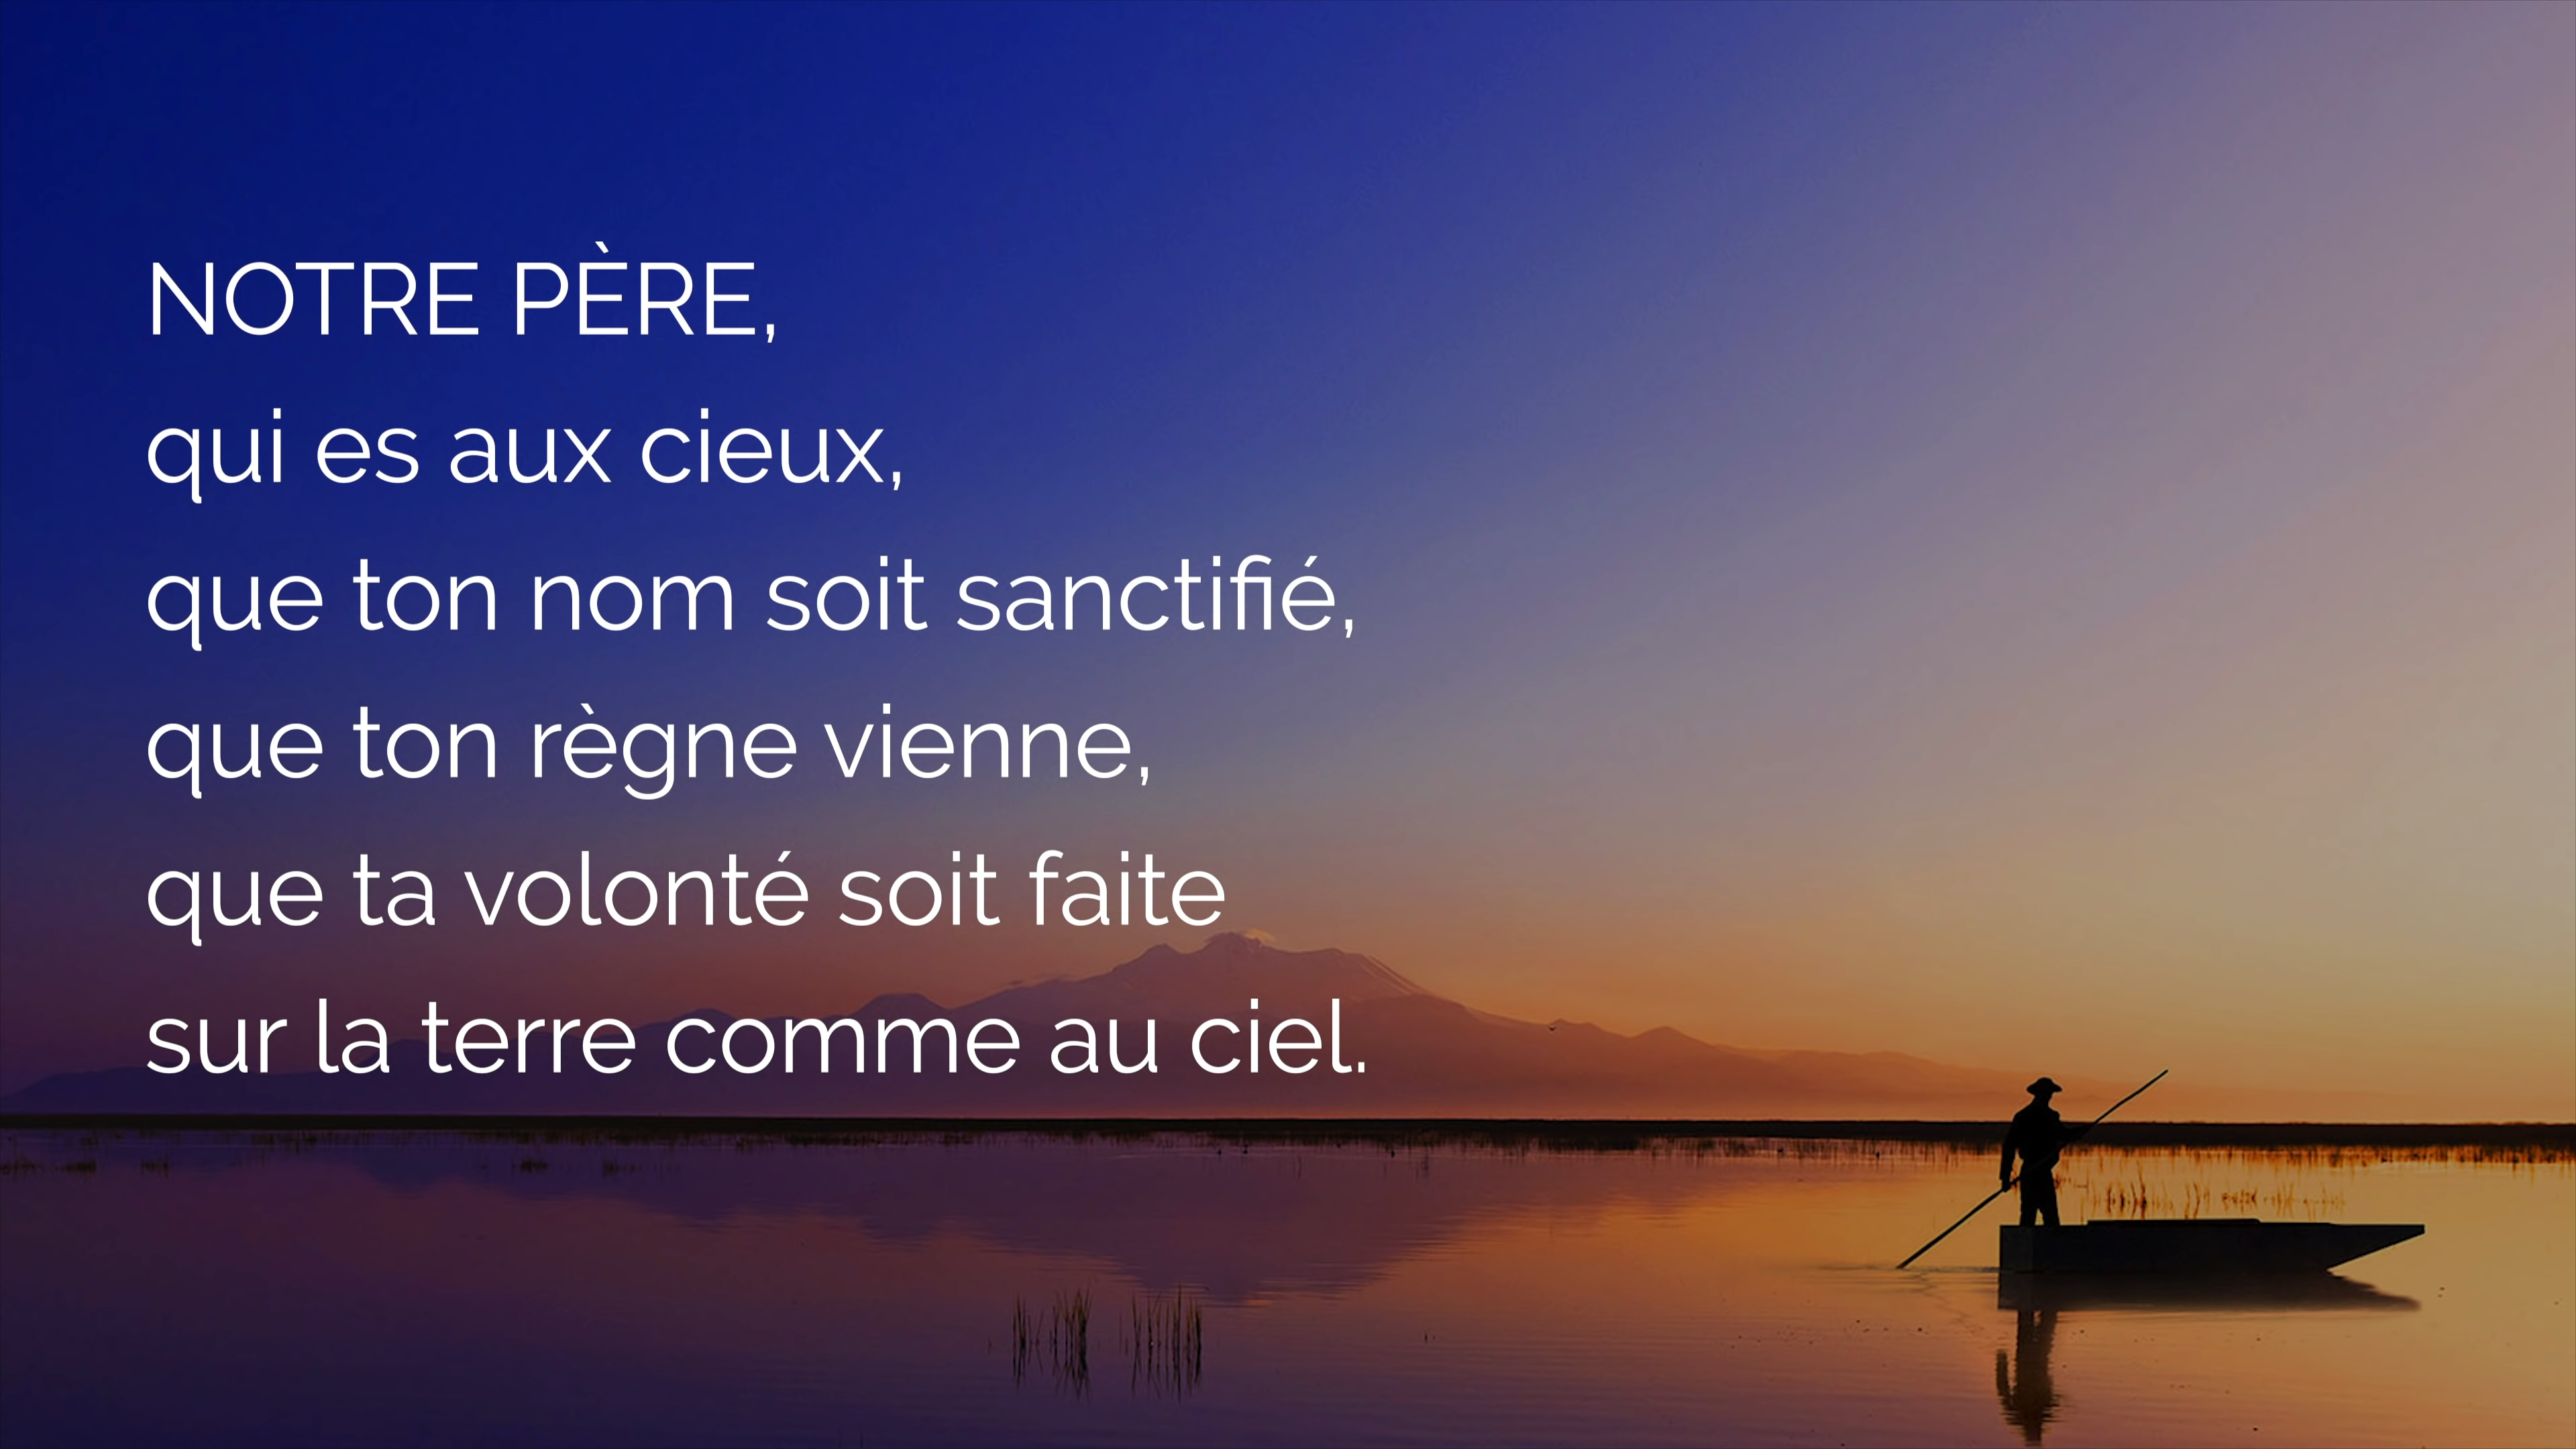 NOTRE PÈRE,
qui es aux cieux,
que ton nom soit sanctifié,
que ton règne vienne,
que ta volonté soit faite
sur la terre comme au ciel.